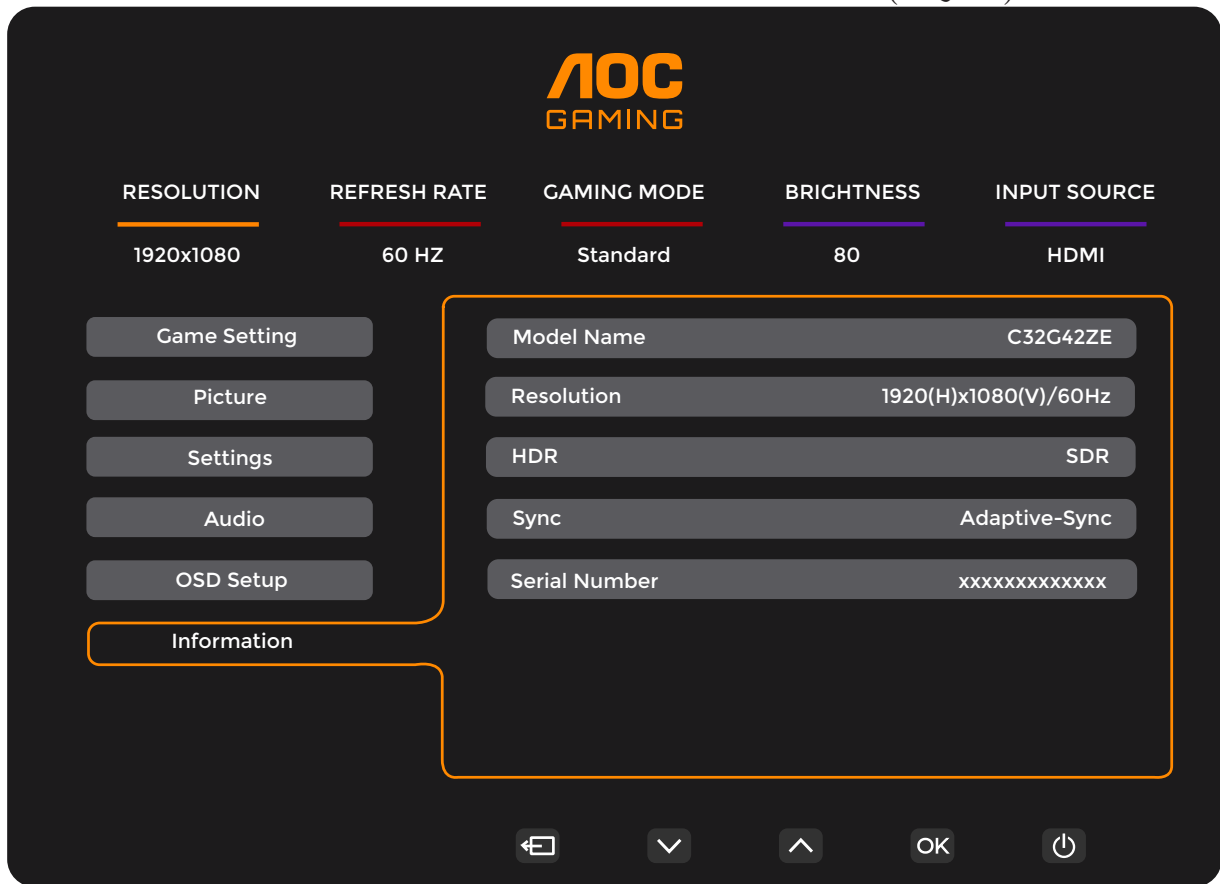 AOC
GAMING
RESOLUTION REFRESH RATE GAMING MODE BRIGHTNESS INPUT SOURCE
1920x1080 60 HZ Standard 80 HDMI
Game Setting
Picture
Settings
Audio
OSD Setup
Information
Model Name C32G42ZE
Resolution 1920(H)x1080(V)/60Hz
HDR SDR
Sync Adaptive-Sync
Serial Number xxxxxxxxxxxxx
OK